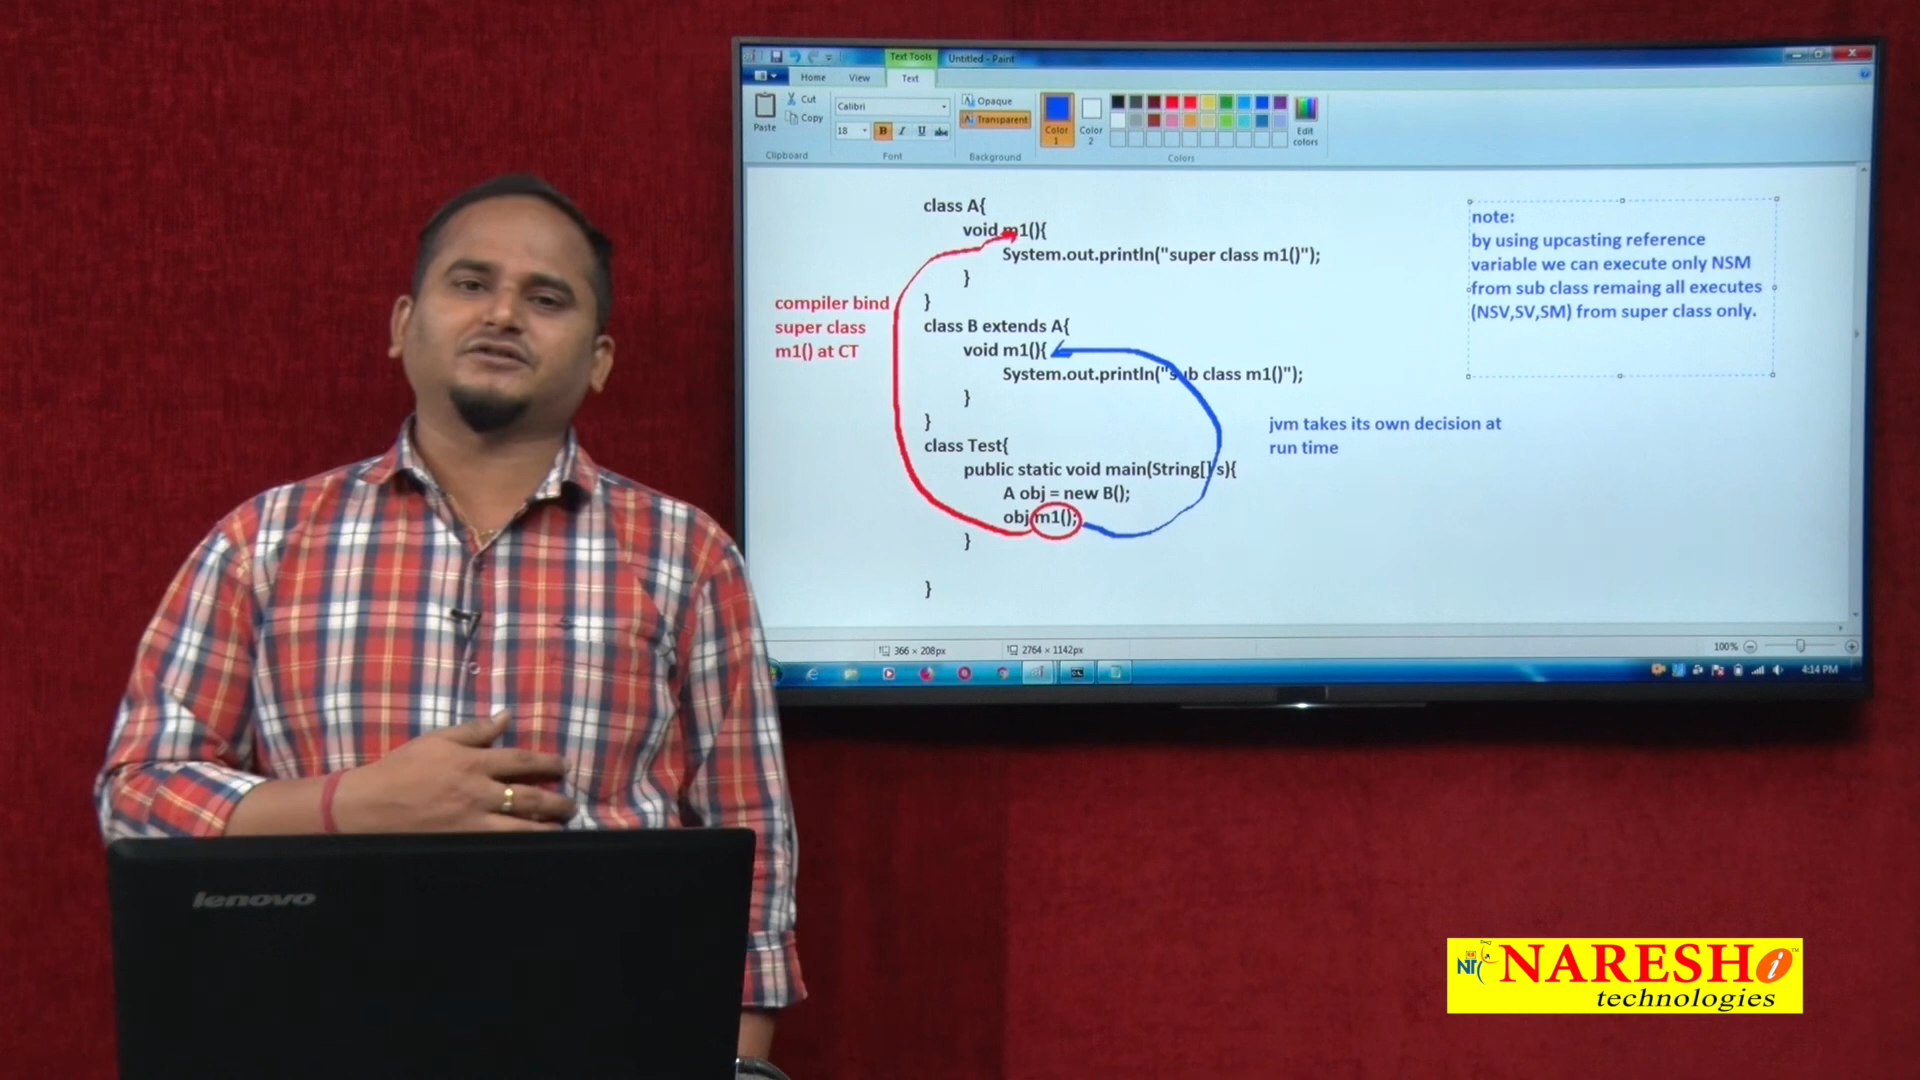 Text Tools
Untitled - Paint
Home
View
Text
Paste
Cut
Copy
Clipboard
Calibri
18
B
I
U
abc
Font
Opaque
Transparent
Background
Color
1
Color
2
Edit
colors
Colors
class A{
void m1(){
System.out.println("super class m1()");
}
}
class B extends A{
void m1(){
System.out.println("sub class m1()");
}
}
class Test{
public static void main(String[] s){
A obj = new B();
obj.m1();
}
}
compiler bind
super class
m1() at CT
note:
by using upcasting reference
variable we can execute only NSM
from sub class remaing all executes
(NSV,SV,SM) from super class only.
jvm takes its own decision at
run time
366 × 208px
2764 × 1142px
100%
4:14 PM
lenovo
NARESH i
technologies